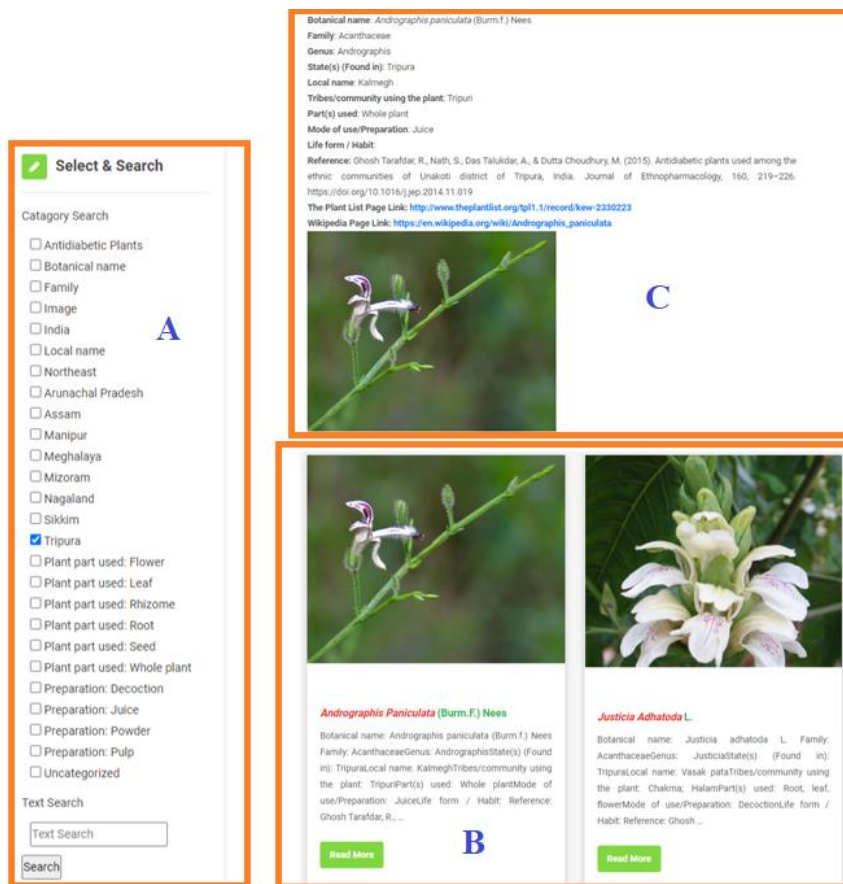 Select & Search
Catagory Search
Antidiabetic Plants
Botanical name
Family
Image
India
Local name
Northeast
Arunachal Pradesh
Assam
Manipur
Meghalaya
Mizoram
Nagaland
Sikkim
Tripura
Plant part used: Flower
Plant part used: Leaf
Plant part used: Rhizome
Plant part used: Root
Plant part used: Seed
Plant part used: Whole plant
Preparation: Decoction
Preparation: Juice
Preparation: Powder
Preparation: Pulp
Uncategorized
Text Search
Text Search
Search
A
Botanical name: Andrographis paniculata (Burm.f.) Nees
Family: Acanthaceae
Genus: Andrographis
State(s) (Found in): Tripura
Local name: Kalmegh
Tribes/community using the plant: Tripuri
Part(s) used: Whole plant
Mode of use/Preparation: Juice
Life form / Habit:
Reference: Ghosh Tarafdar, R., Nath, S., Das Talukdar, A., & Dutta Choudhury, M. (2015). Antidiabetic plants used among the
ethnic communities of Unakoti district of Tripura, India. Journal of Ethnopharmacology, 160, 219–226.
https://doi.org/10.1016/j.jep.2014.11.019
The Plant List Page Link: http://www.theplantlist.org/tpl1.1/record/kew-2330223
Wikipedia Page Link: https://en.wikipedia.org/wiki/Andrographis_paniculata
C
Andrographis Paniculata (Burm.F.) Nees
Botanical name: Andrographis paniculata (Burm.f.) Nees
Family: AcanthaceaeGenus: AndrographisState(s) (Found
in): TripuraLocal name: KalmeghTribes/community using
the plant: TripuriPart(s) used: Whole plantMode of
use/Preparation: JuiceLife form / Habit: Reference:
Ghosh Tarafdar, R., ...
Read More
B
Justicia Adhatoda L.
Botanical name: Justicia adhatoda L. Family:
AcanthaceaeGenus: JusticiaState(s) (Found in):
TripuraLocal name: Vasak pataTribes/community using
the plant: Chakma; HalamPart(s) used: Root, leaf,
flowerMode of use/Preparation: DecoctionLife form /
Habit: Reference: Ghosh ...
Read More